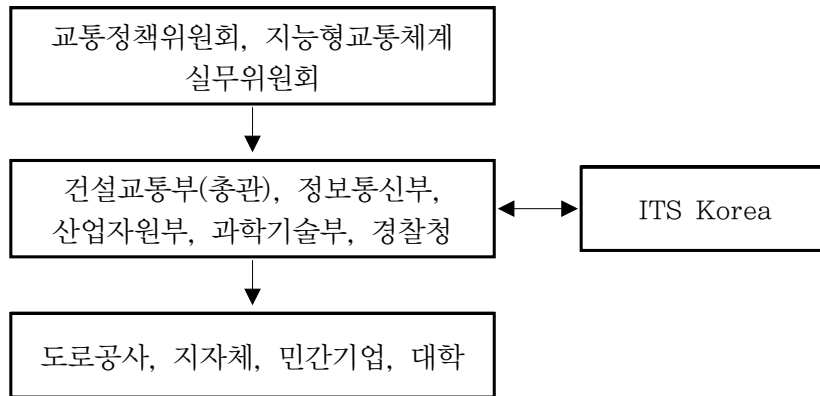 교통정책위원회, 지능형교통체계
실무위원회
건설교통부(총관), 정보통신부,
산업자원부, 과학기술부, 경찰청
ITS Korea
도로공사, 지자체, 민간기업, 대학